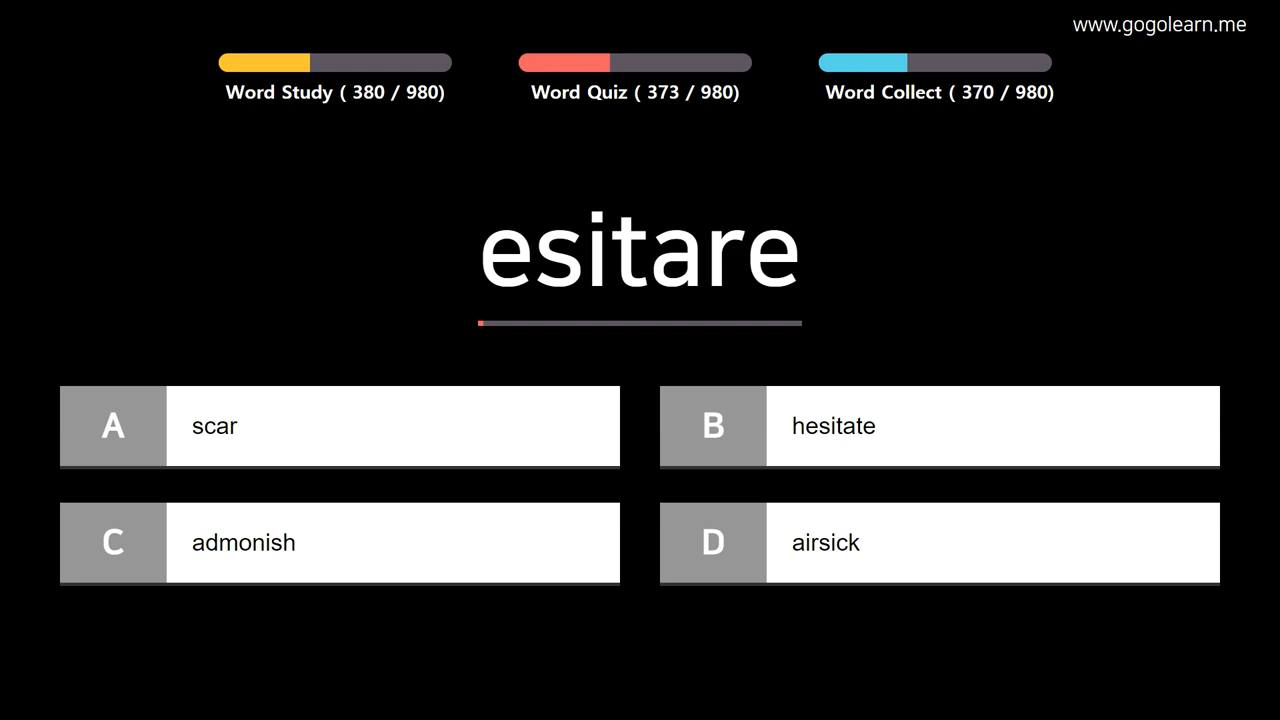 www.gogolearn.me
Word Study ( 380 / 980)
Word Quiz ( 373 / 980)
Word Collect ( 370 / 980)
esitare
A scar
B hesitate
C admonish
D airsick